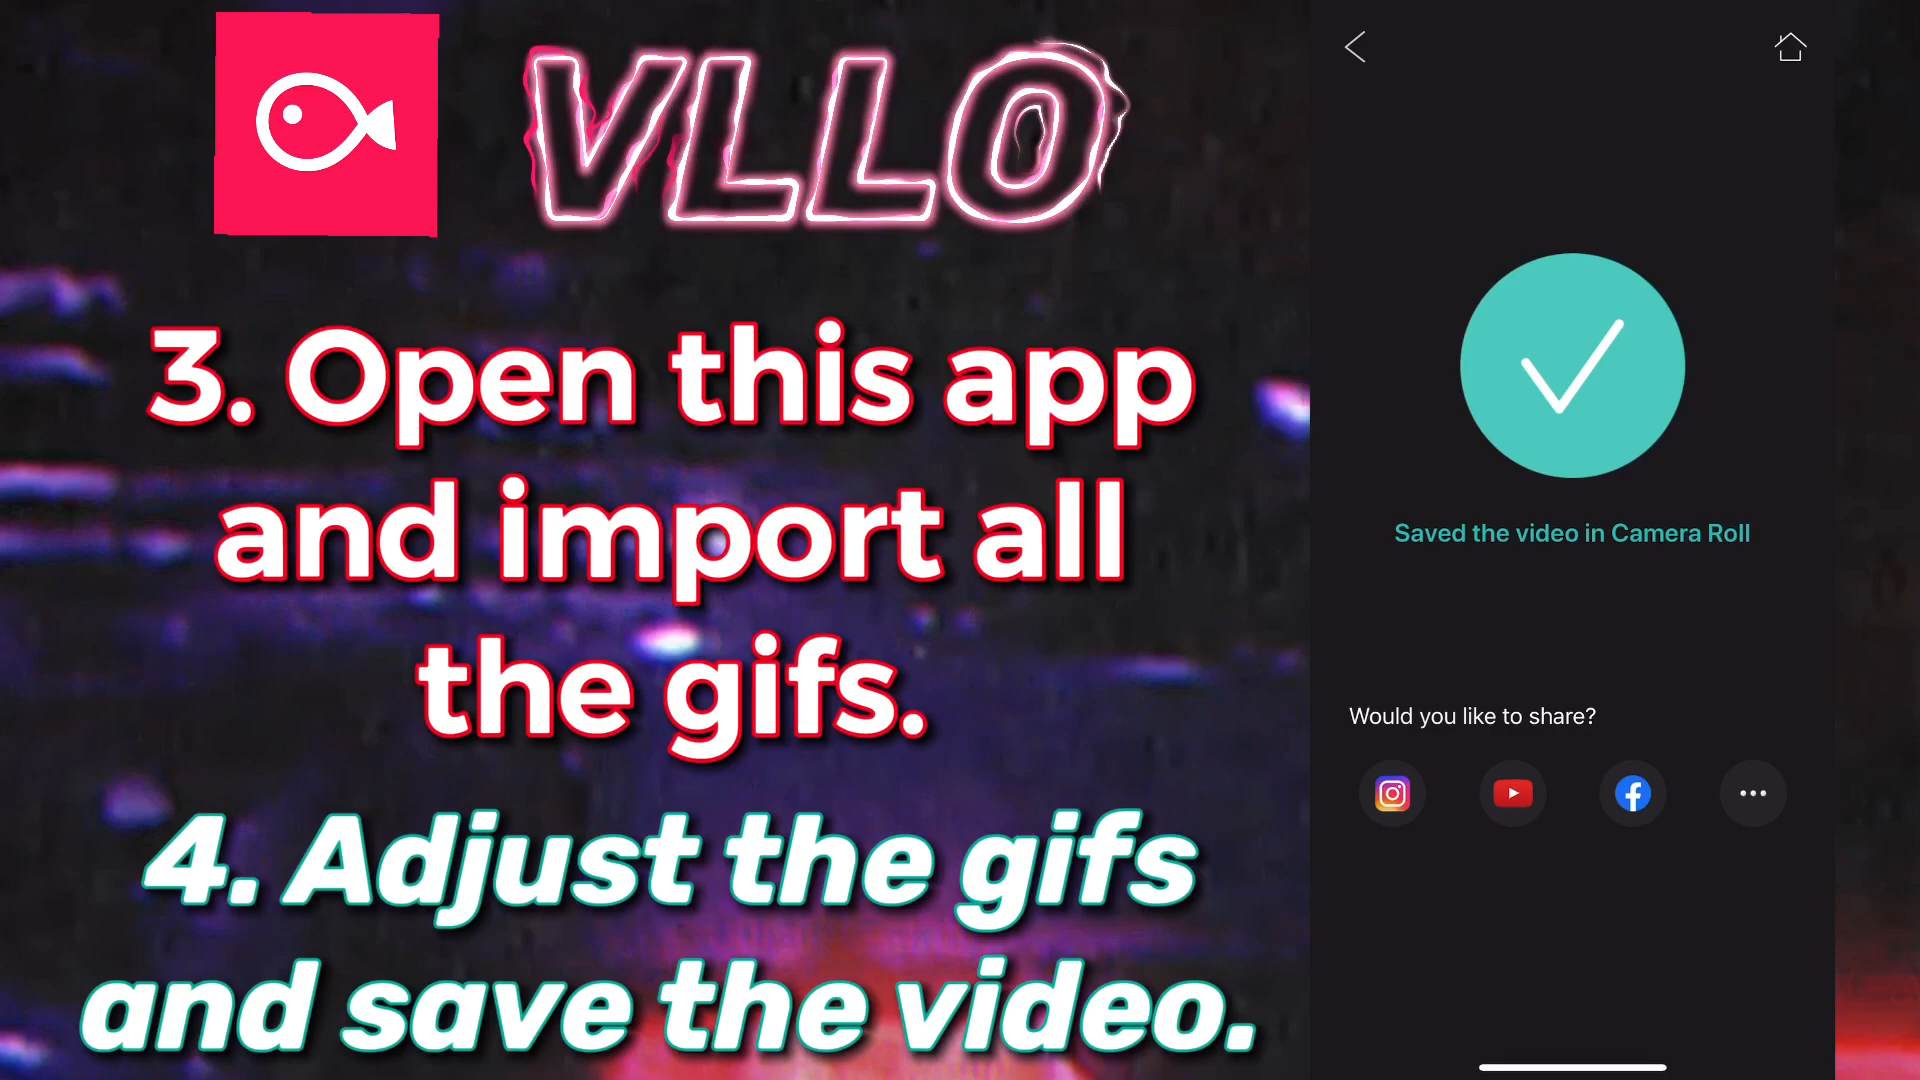 VLLO
3. Open this app
and import all
the gifs.
4. Adjust the gifs
and save the video.
Saved the video in Camera Roll
Would you like to share?